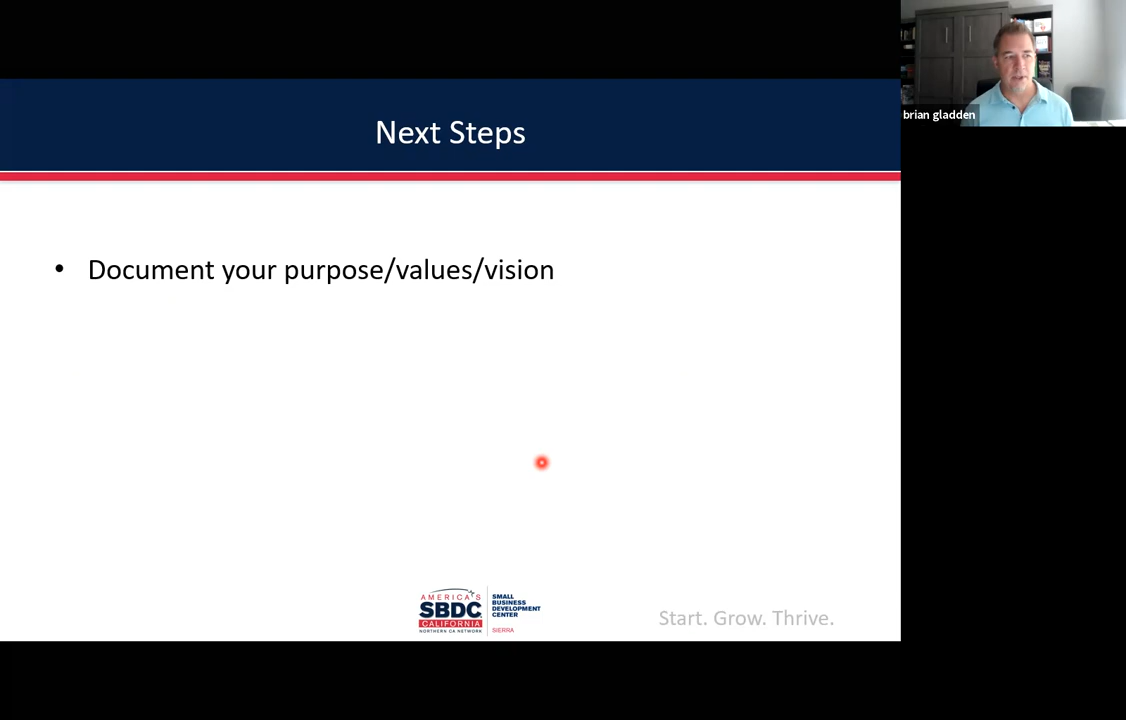 Next Steps
brian gladden
• Document your purpose/values/vision
AMERICA'S
SBDC
CALIFORNIA
NORTHERN CA NETWORK
SMALL
BUSINESS
DEVELOPMENT
CENTER
SIERRA
Start. Grow. Thrive.